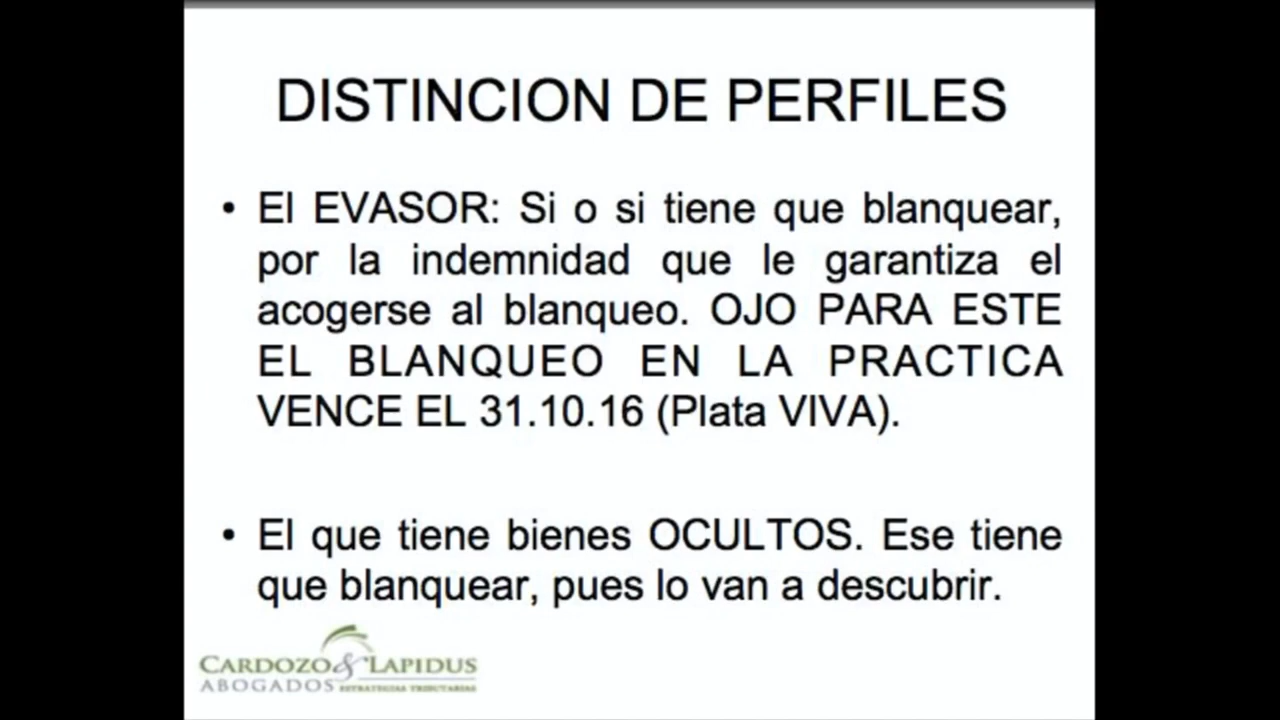 DISTINCION DE PERFILES
• El EVASOR: Si o si tiene que blanquear,
por la indemnidad que le garantiza el
acogerse al blanqueo. OJO PARA ESTE
EL BLANQUEO EN LA PRACTICA
VENCE EL 31.10.16 (Plata VIVA).
• El que tiene bienes OCULTOS. Ese tiene
que blanquear, pues lo van a descubrir.
CARDOZO & LAPIDUS
ABOGADOS ESTRATEGIAS TRIBUTARIAS